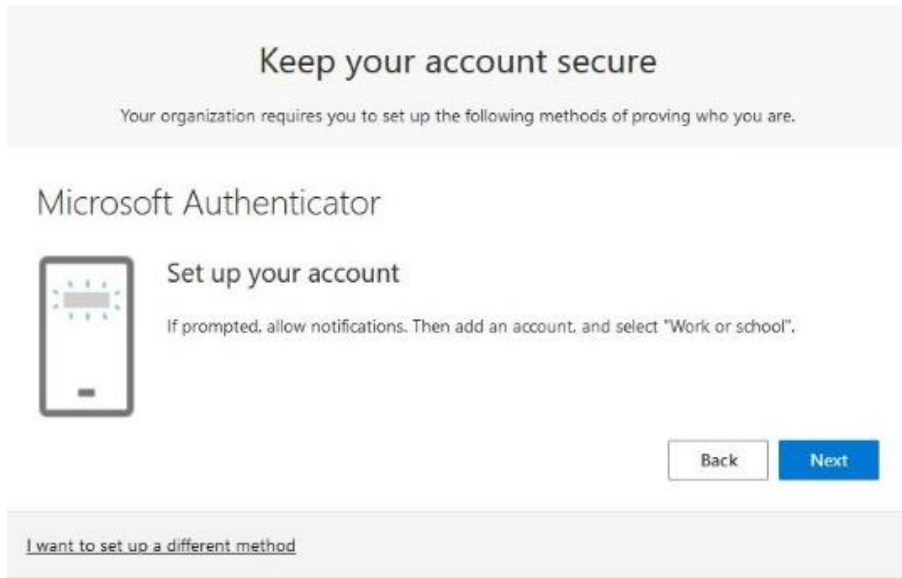 Keep your account secure
Your organization requires you to set up the following methods of proving who you are.
Microsoft Authenticator
Set up your account
If prompted, allow notifications. Then add an account, and select "Work or school".
Back
Next
I want to set up a different method